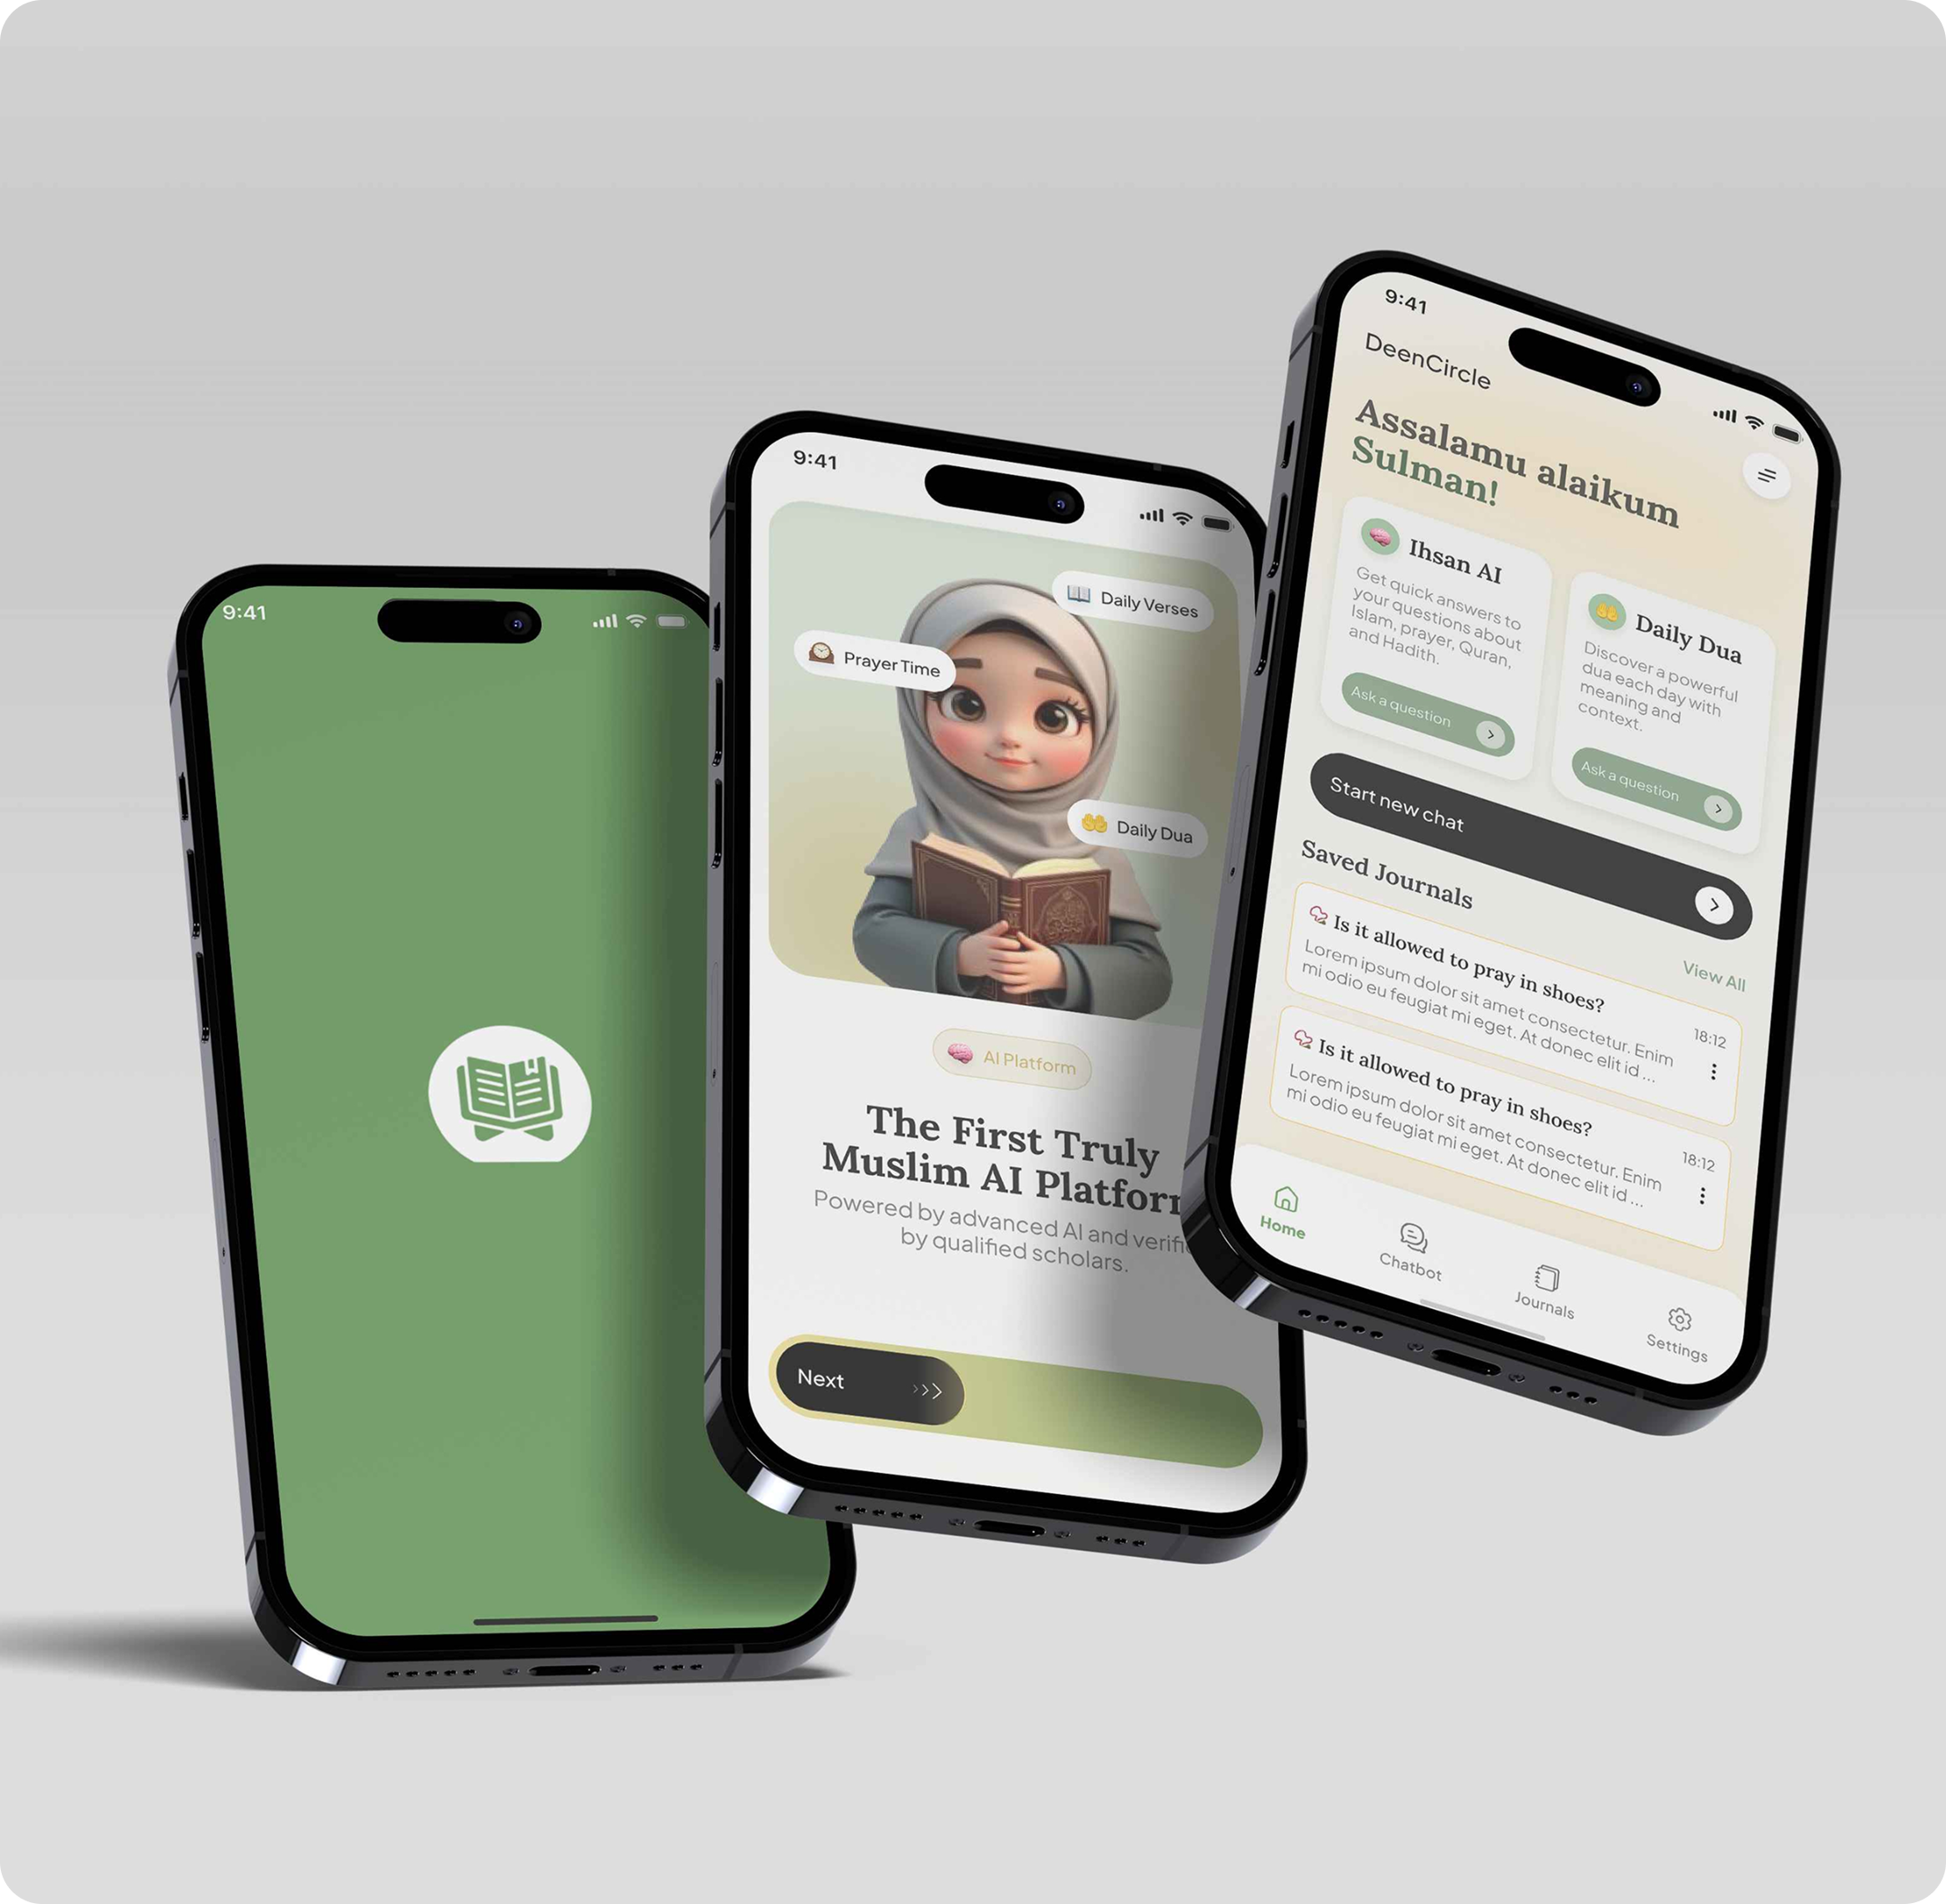 9:41
9:41
Daily Verses
Prayer Time
Daily Dua
AI Platform
The First Truly
Muslim AI
Powered by advanced AI and
by qualified scholars.
Next
9:41
DeenCircle
Assalamu alaikum
Sulman!
Ihsan AI
Get quick answers to
your questions about
Islam, prayer, Quran,
and Hadith.
Ask a question
Daily Dua
Discover a powerful
dua each day with
meaning and
context.
Ask a question
Start new chat
Saved Journals
View All
Is it allowed to pray in shoes?
Lorem ipsum dolor sit amet consectetur. Enim
mi odio eu feugiat mi eget. At donec elit id ...
18:12
Is it allowed to pray in shoes?
Lorem ipsum dolor sit amet consectetur. Enim
mi odio eu feugiat mi eget. At donec elit id ...
18:12
Home
Chatbot
Journals
Settings